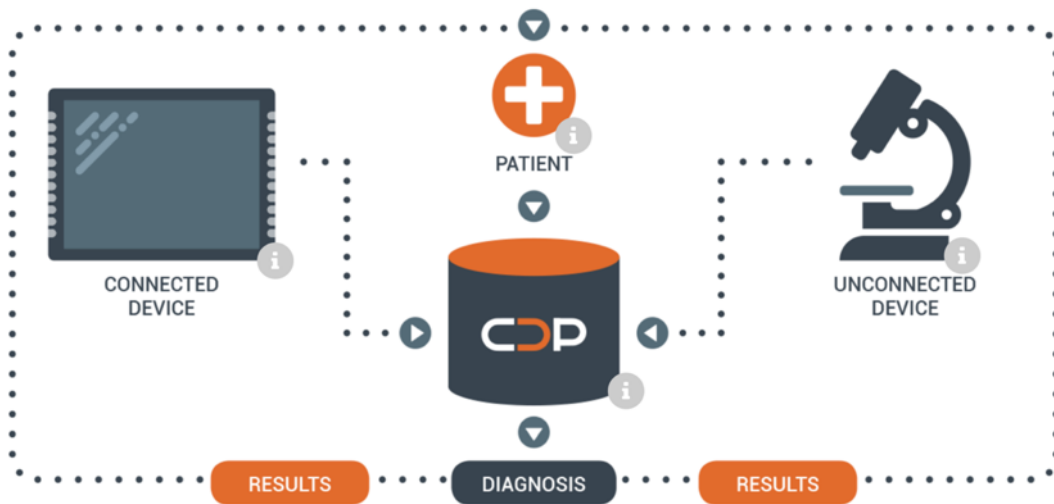 PATIENT
CONNECTED
DEVICE
UNCONNECTED
DEVICE
CDP
RESULTS
DIAGNOSIS
RESULTS